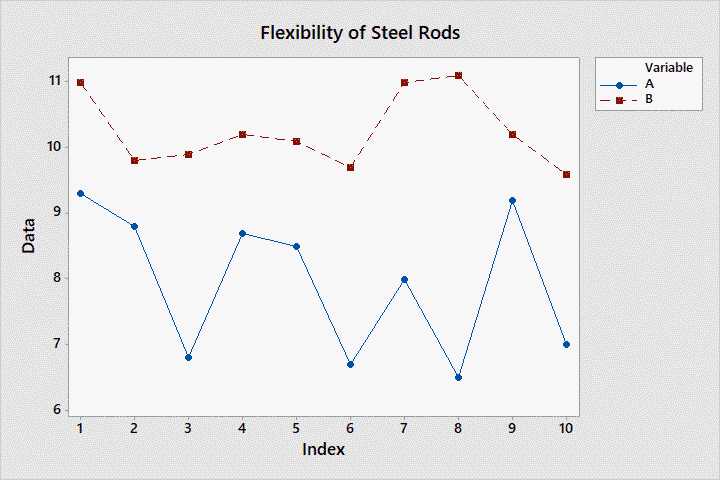 Flexibility of Steel Rods
Variable
A
B
11
10
9
8
7
6
Data
1 2 3 4 5 6 7 8 9 10
Index